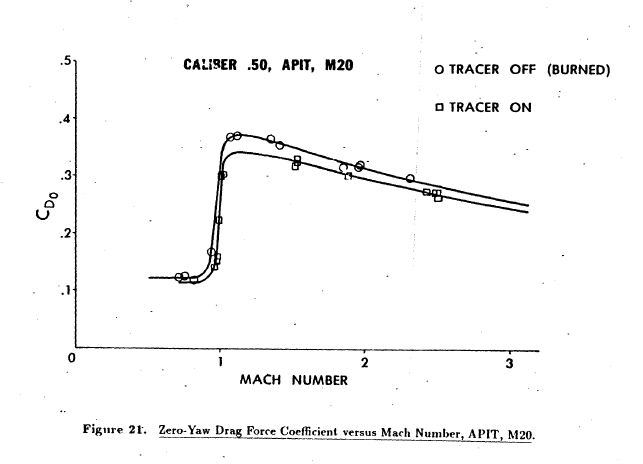 CALIBER .50, APIT, M20
TRACER OFF (BURNED)
TRACER ON
.5
.4
.3
.2
.1
C_D0
0
1
2
3
MACH NUMBER
Figure 21. Zero-Yaw Drag Force Coefficient versus Mach Number, APIT, M20.